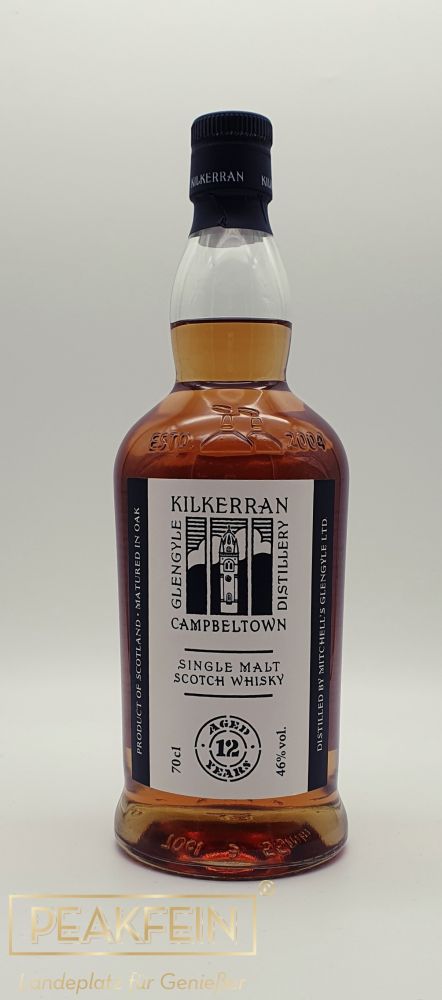 KILKERRAN
ESTD. 2004
KILKERRAN
GLENGYLE
DISTILLERY
CAMPBELTOWN
SINGLE MALT
SCOTCH WHISKY
AGED
12
YEARS
70cl
46% vol.
PRODUCT OF SCOTLAND • MATURED IN OAK
DISTILLED BY MITCHELL'S GLENGYLE LTD
PEAKFEIN®
Landeplatz für Genießer